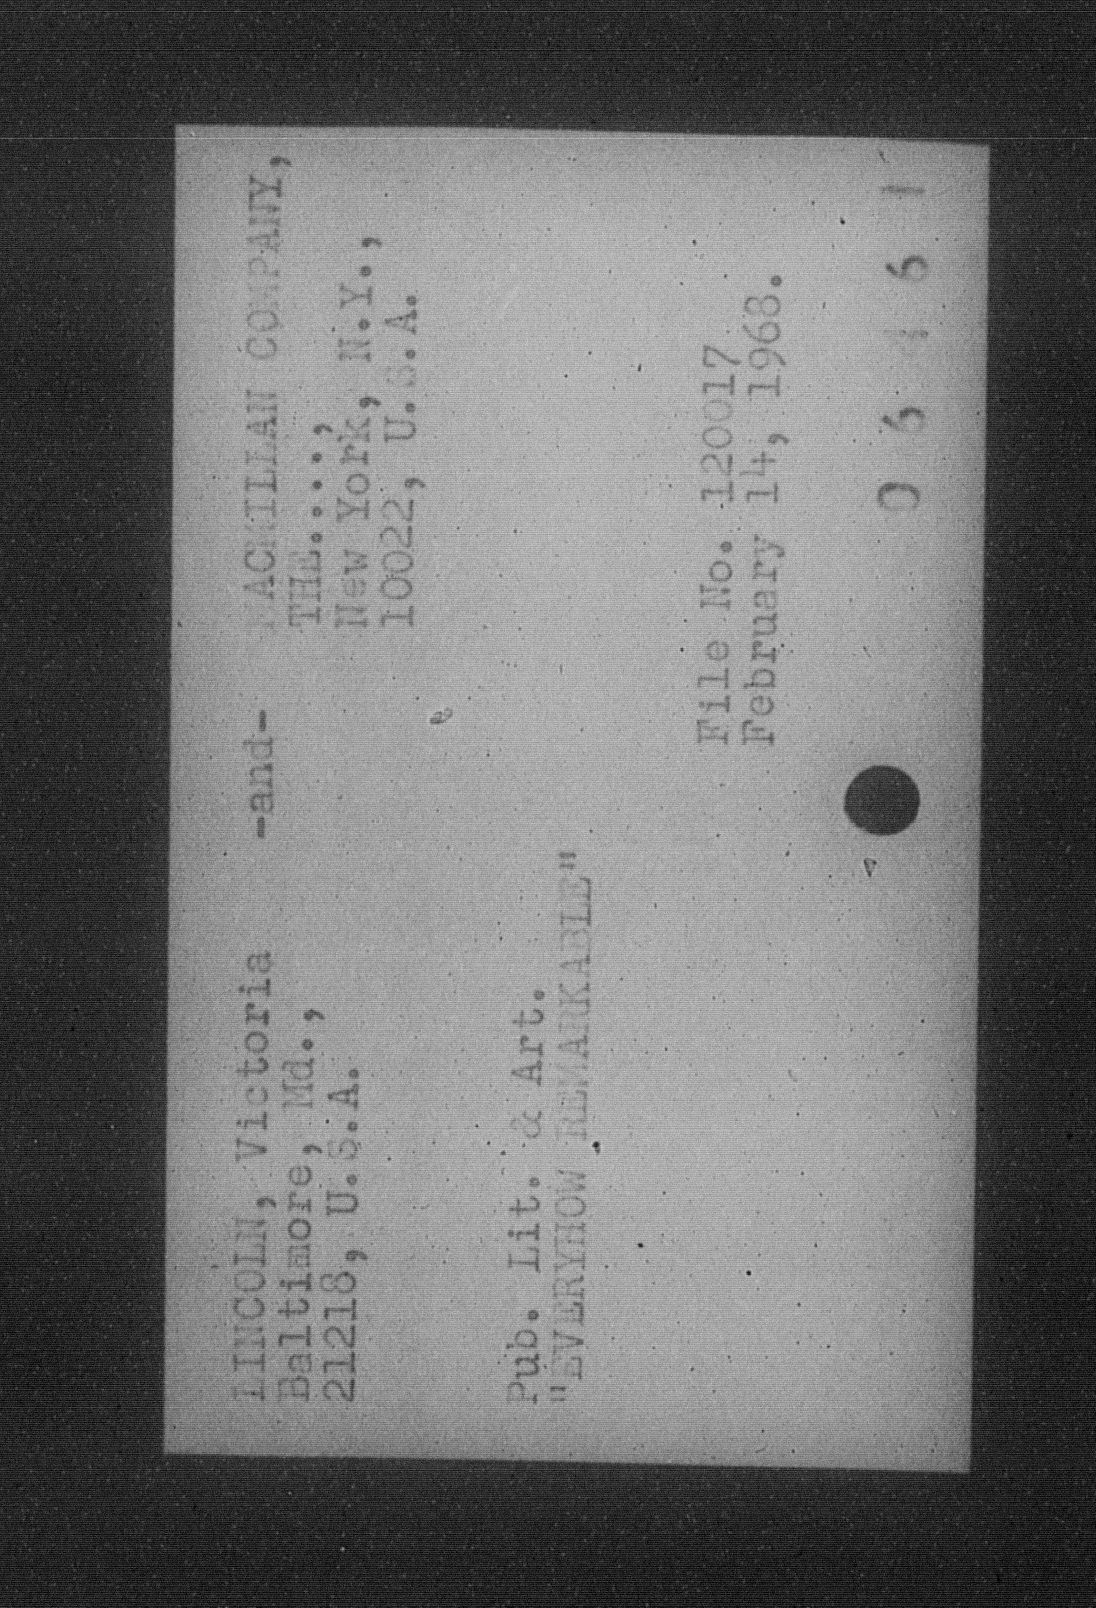 LINCOLN, Victoria -and- MACMILLAN COMPANY,
Baltimore, Md., THE....,
21218, U.S.A. New York, N.Y.,
10022, U.S.A.
Pub. Lit. & Art.
"EVERYHOW REMARKABLE"
File No. 120017
February 14, 1968.